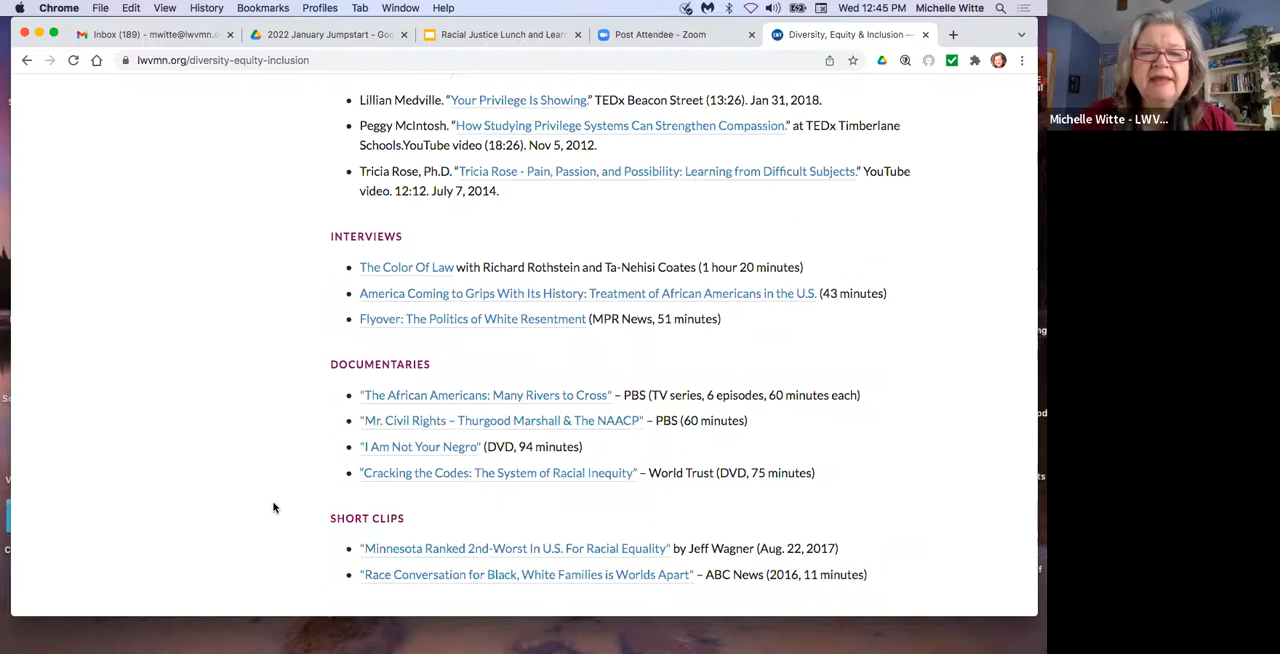 Chrome File Edit View History Bookmarks Profiles Tab Window Help Wed 12:45 PM Michelle Witte
Inbox (189) - mwitte@lwvmn.o × 2022 January Jumpstart - Goo × Racial Justice Lunch and Learn × Post Attendee - Zoom × Diversity, Equity & Inclusion — ×
lwvmn.org/diversity-equity-inclusion
Michelle Witte - LWV...
• Lillian Medville. “Your Privilege Is Showing.” TEDx Beacon Street (13:26). Jan 31, 2018.
• Peggy McIntosh. “How Studying Privilege Systems Can Strengthen Compassion.” at TEDx Timberlane
Schools.YouTube video (18:26). Nov 5, 2012.
• Tricia Rose, Ph.D. “Tricia Rose - Pain, Passion, and Possibility: Learning from Difficult Subjects.” YouTube
video. 12:12. July 7, 2014.
INTERVIEWS
• The Color Of Law with Richard Rothstein and Ta-Nehisi Coates (1 hour 20 minutes)
• America Coming to Grips With Its History: Treatment of African Americans in the U.S. (43 minutes)
• Flyover: The Politics of White Resentment (MPR News, 51 minutes)
DOCUMENTARIES
• "The African Americans: Many Rivers to Cross" – PBS (TV series, 6 episodes, 60 minutes each)
• "Mr. Civil Rights – Thurgood Marshall & The NAACP" – PBS (60 minutes)
• "I Am Not Your Negro" (DVD, 94 minutes)
• "Cracking the Codes: The System of Racial Inequity" – World Trust (DVD, 75 minutes)
SHORT CLIPS
• "Minnesota Ranked 2nd-Worst In U.S. For Racial Equality" by Jeff Wagner (Aug. 22, 2017)
• "Race Conversation for Black, White Families is Worlds Apart" – ABC News (2016, 11 minutes)